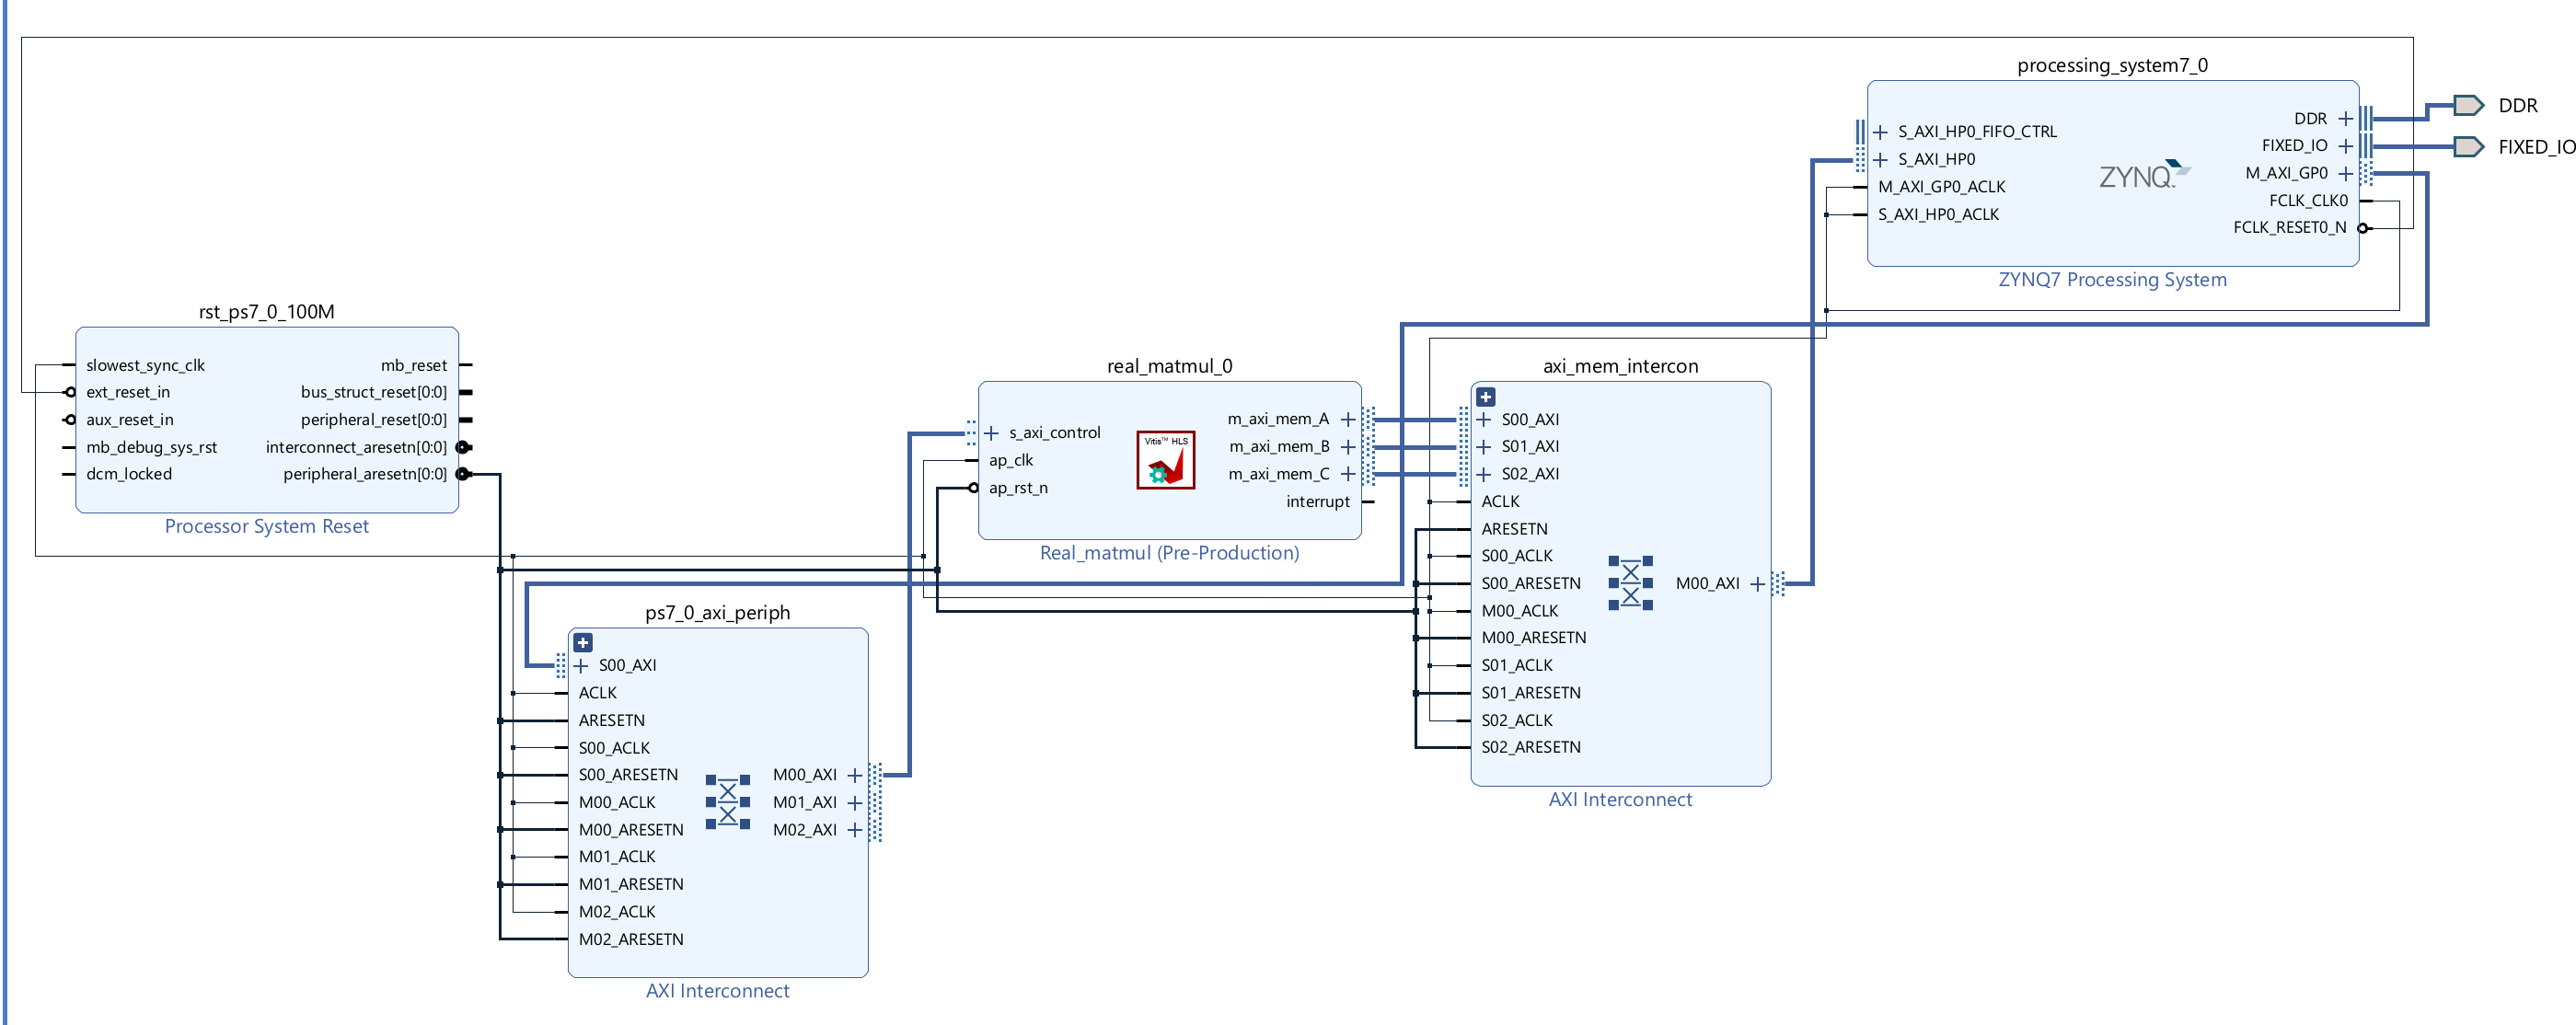 processing_system7_0
S_AXI_HP0_FIFO_CTRL
S_AXI_HP0
M_AXI_GP0_ACLK
S_AXI_HP0_ACLK
ZYNQ
DDR
FIXED_IO
M_AXI_GP0
FCLK_CLK0
FCLK_RESET0_N
ZYNQ7 Processing System
DDR
FIXED_IO
rst_ps7_0_100M
slowest_sync_clk
ext_reset_in
aux_reset_in
mb_debug_sys_rst
dcm_locked
mb_reset
bus_struct_reset[0:0]
peripheral_reset[0:0]
interconnect_aresetn[0:0]
peripheral_aresetn[0:0]
Processor System Reset
real_matmul_0
s_axi_control
ap_clk
ap_rst_n
Vitis™ HLS
m_axi_mem_A
m_axi_mem_B
m_axi_mem_C
interrupt
Real_matmul (Pre-Production)
axi_mem_intercon
S00_AXI
S01_AXI
S02_AXI
ACLK
ARESETN
S00_ACLK
S00_ARESETN
M00_ACLK
M00_ARESETN
S01_ACLK
S01_ARESETN
S02_ACLK
S02_ARESETN
M00_AXI
AXI Interconnect
ps7_0_axi_periph
S00_AXI
ACLK
ARESETN
S00_ACLK
S00_ARESETN
M00_ACLK
M00_ARESETN
M01_ACLK
M01_ARESETN
M02_ACLK
M02_ARESETN
M00_AXI
M01_AXI
M02_AXI
AXI Interconnect